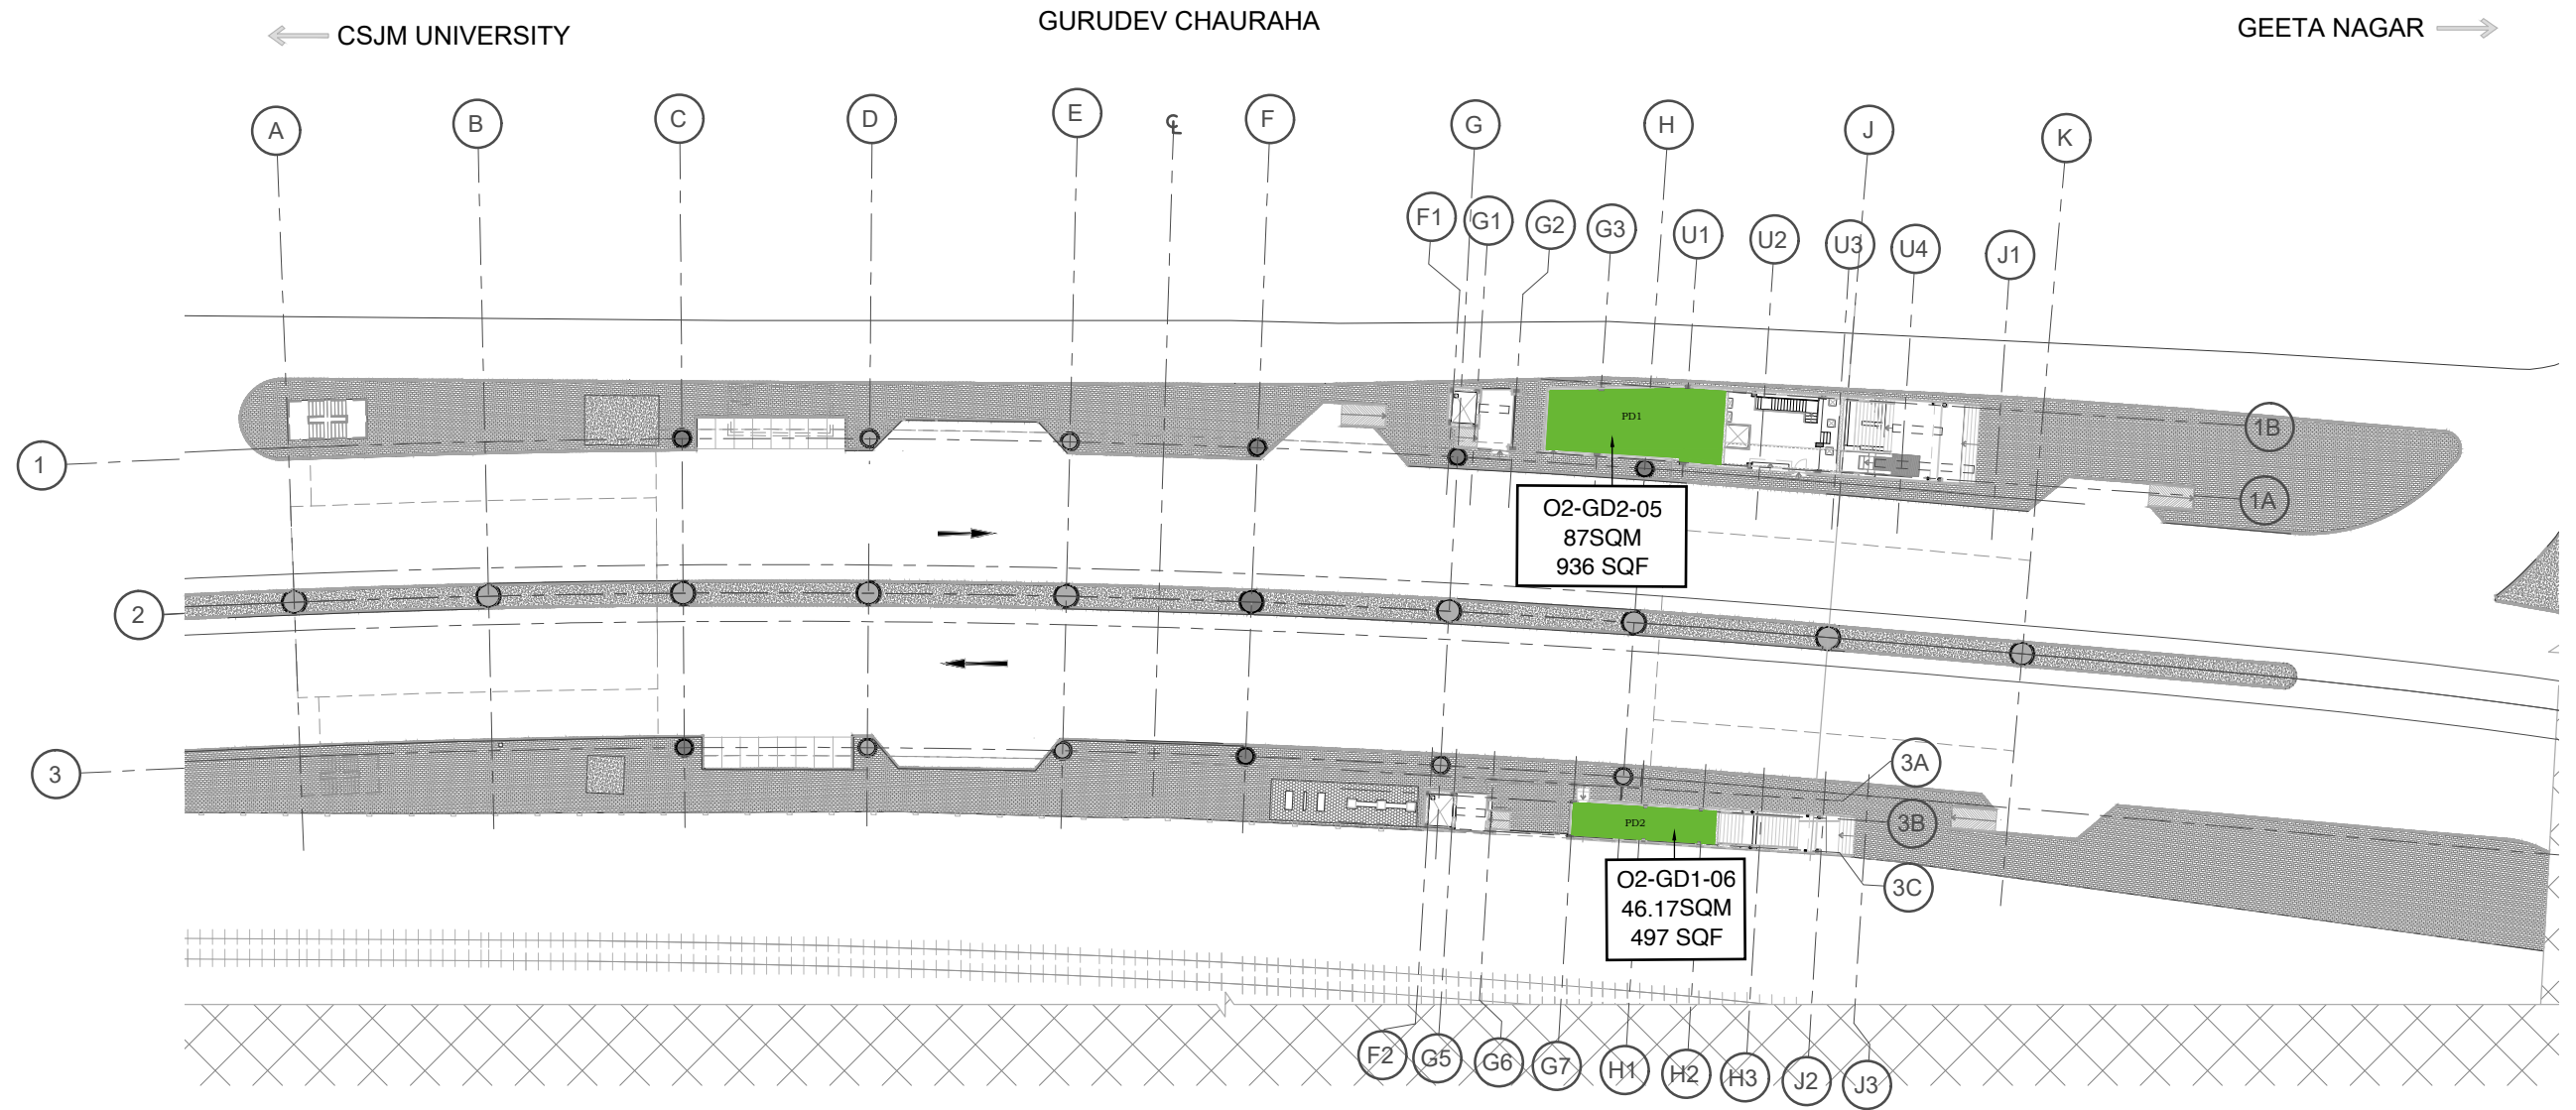 GURUDEV CHAURAHA
CSJM UNIVERSITY
GEETA NAGAR
A
B
C
D
E
℄
F
G
H
J
K
F1
G1
G2
G3
U1
U2
U3
U4
J1
PD1
1B
1
1A
O2-GD2-05
87SQM
936 SQF
2
3
3A
PD2
3B
O2-GD1-06
46.17SQM
497 SQF
3C
F2
G5
G6
G7
H1
H2
H3
J2
J3